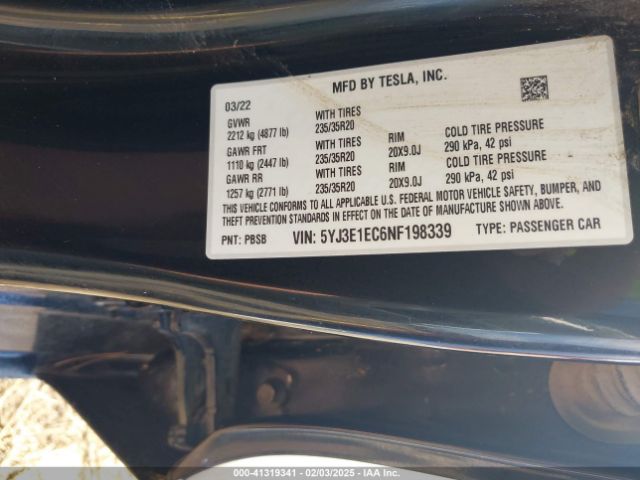 MFD BY TESLA, INC.
03/22
GVWR WITH TIRES
2212 kg (4877 lb) 235/35R20
GAWR FRT WITH TIRES RIM COLD TIRE PRESSURE
1110 kg (2447 lb) 235/35R20 20X9.0J 290 kPa, 42 psi
GAWR RR WITH TIRES RIM COLD TIRE PRESSURE
1257 kg (2771 lb) 235/35R20 20X9.0J 290 kPa, 42 psi
THIS VEHICLE CONFORMS TO ALL APPLICABLE U.S. FEDERAL MOTOR VEHICLE SAFETY, BUMPER, AND
THEFT PREVENTION STANDARDS IN EFFECT ON THE DATE OF MANUFACTURE SHOWN ABOVE.
PNT: PBSB VIN: 5YJ3E1EC6NF198339 TYPE: PASSENGER CAR
000-41319341 - 02/03/2025 - IAA Inc.